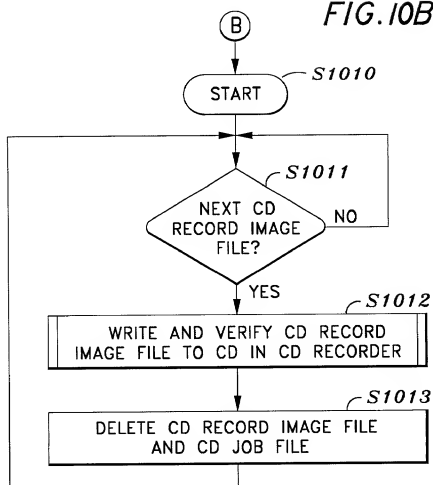 FIG. 10B
B
S1010
START
S1011
NEXT CD
RECORD IMAGE
FILE?
NO
YES
S1012
WRITE AND VERIFY CD RECORD
IMAGE FILE TO CD IN CD RECORDER
S1013
DELETE CD RECORD IMAGE FILE
AND CD JOB FILE